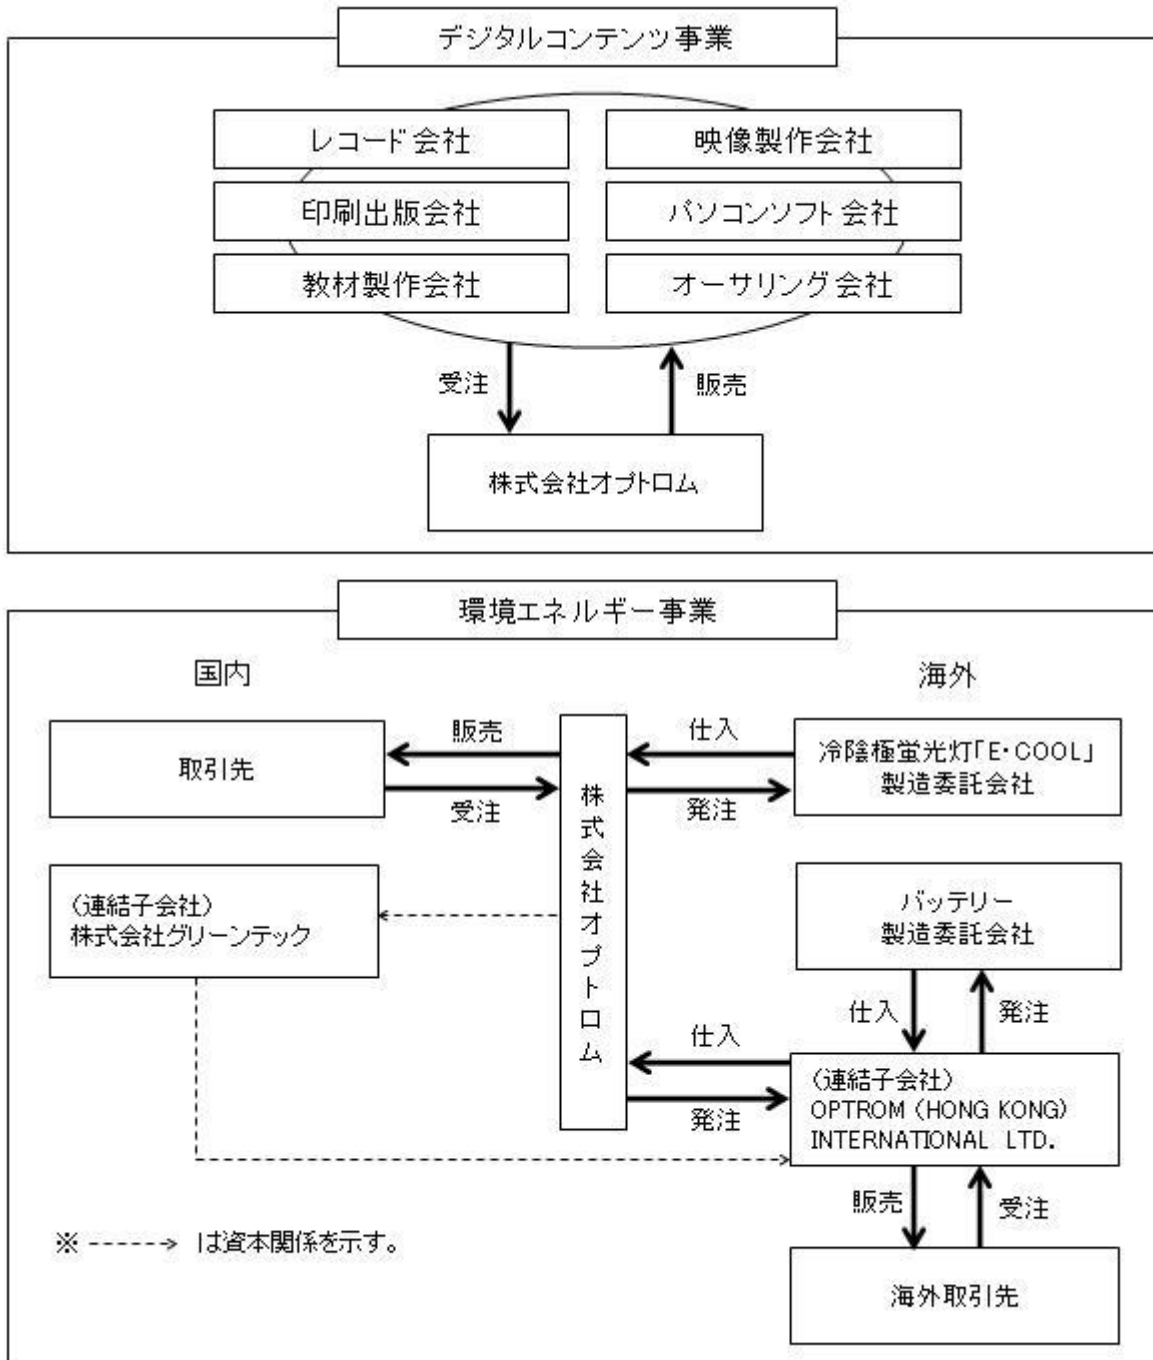 デジタルコンテンツ事業
レコード会社
映像製作会社
印刷出版会社
パソコンソフト会社
教材製作会社
オーサリング会社
受注
販売
株式会社オプトロム
環境エネルギー事業
国内
海外
取引先
販売
受注
株式会社オプトロム
仕入
発注
冷陰極蛍光灯「E・COOL」
製造委託会社
(連結子会社)
株式会社グリーンテック
バッテリー
製造委託会社
仕入
発注
仕入
発注
(連結子会社)
OPTROM (HONG KONG)
INTERNATIONAL LTD.
販売
受注
※ ------> は資本関係を示す。
海外取引先